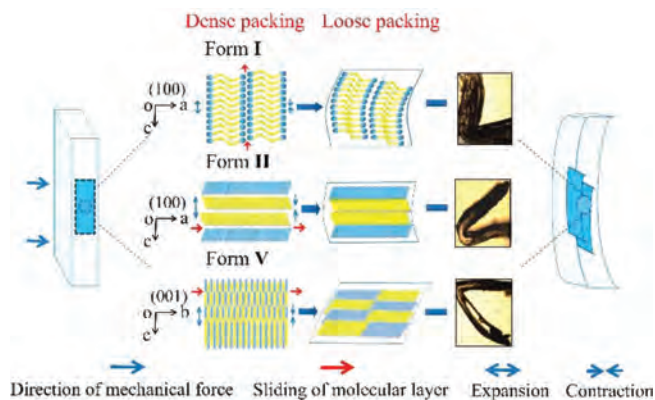 Dense packing Loose packing
Form I
(100)
o a
c
Form II
(100)
o a
c
Form V
(001)
o b
c
Direction of mechanical force Sliding of molecular layer Expansion Contraction